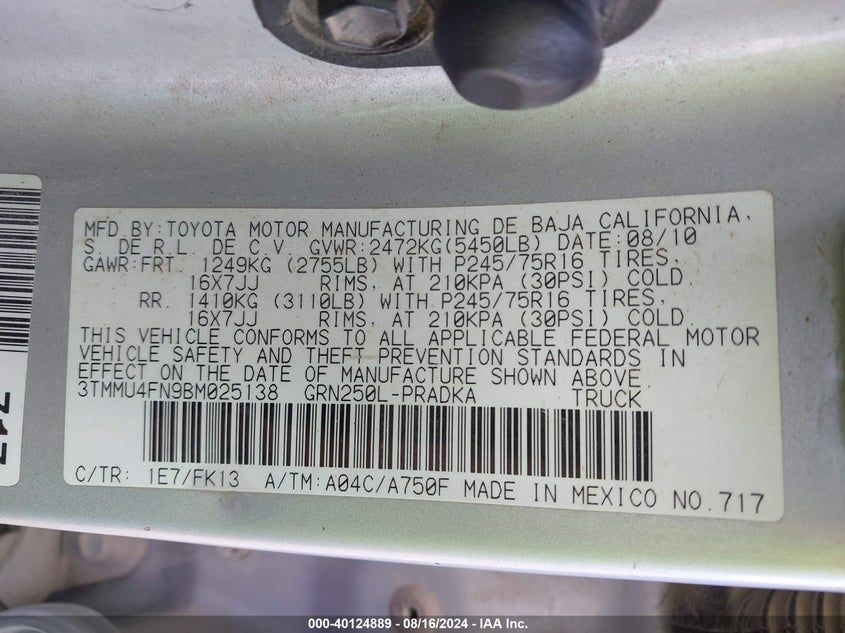 MFD.BY:TOYOTA MOTOR MANUFACTURING DE BAJA CALIFORNIA,
S. DE R.L. DE C.V. GVWR:2472KG(5450LB) DATE:08/10
GAWR:FRT. 1249KG (2755LB) WITH P245/75R16 TIRES,
16X7JJ RIMS, AT 210KPA (30PSI) COLD.
RR. 1410KG (3110LB) WITH P245/75R16 TIRES,
16X7JJ RIMS, AT 210KPA (30PSI) COLD.
THIS VEHICLE CONFORMS TO ALL APPLICABLE FEDERAL MOTOR
VEHICLE SAFETY AND THEFT PREVENTION STANDARDS IN
EFFECT ON THE DATE OF MANUFACTURE SHOWN ABOVE.
3TMMU4FN9BM025138 GRN250L-PRADKA TRUCK
C/TR: 1E7/FK13 A/TM:A04C/A750F MADE IN MEXICO NO.717
717
000-40124889 - 08/16/2024 - IAA Inc.